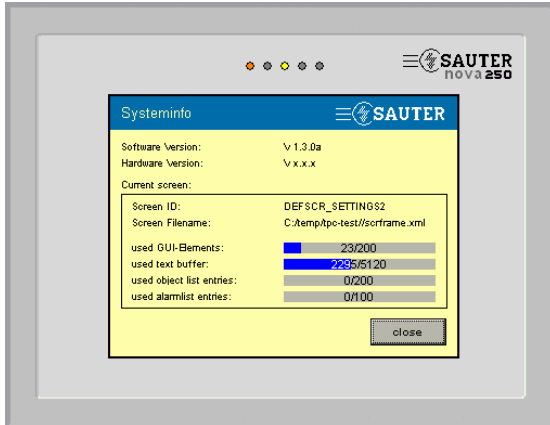 SAUTER
nova 250
Systeminfo
SAUTER
Software Version: V 1.3.0a
Hardware Version: V x.x.x
Current screen:
Screen ID: DEFSCR_SETTINGS2
Screen Filename: C:/temp/tpc-test//scrframe.xml
used GUI-Elements: 23/200
used text buffer: 2295/5120
used object list entries: 0/200
used alarmlist entries: 0/100
close